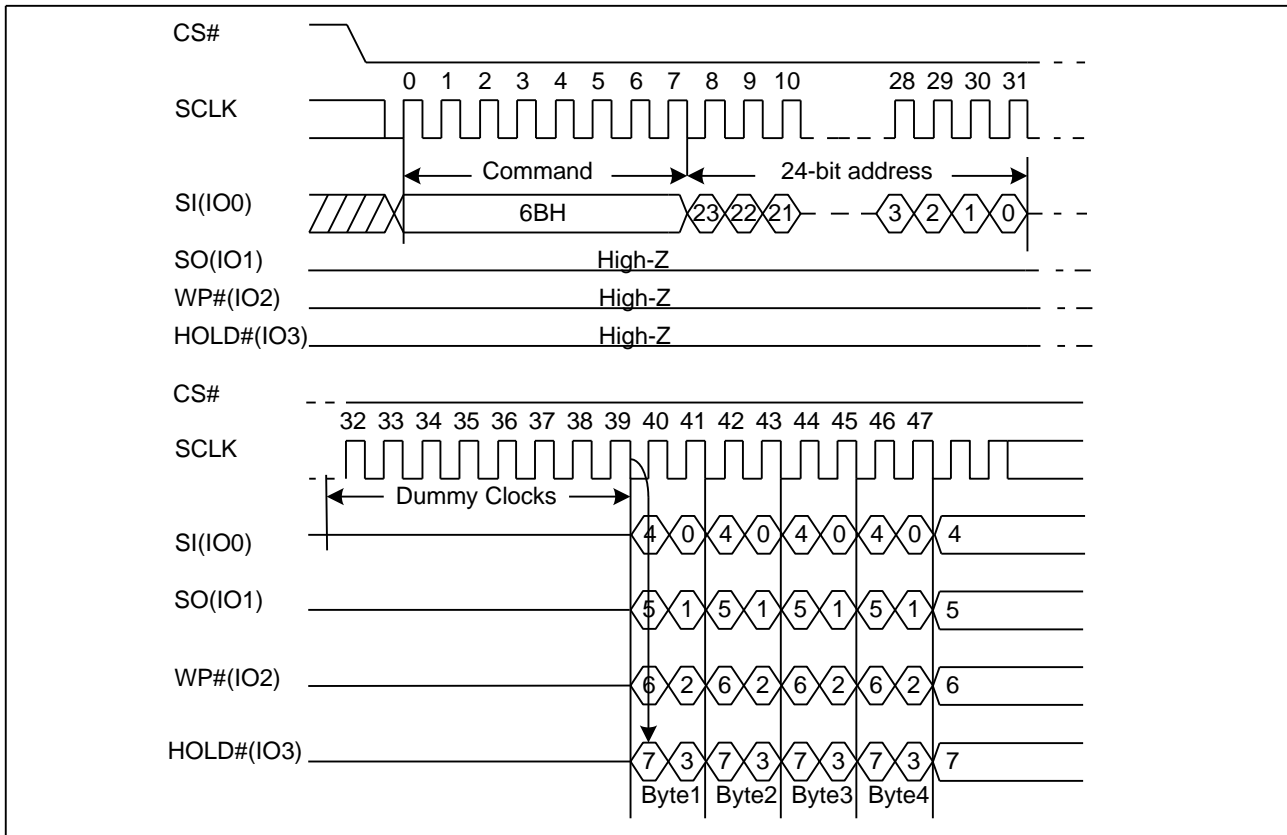 CS#
0 1 2 3 4 5 6 7 8 9 10 28 29 30 31
SCLK
Command 24-bit address
SI(IO0) 6BH 23 22 21 3 2 1 0
SO(IO1) High-Z
WP#(IO2) High-Z
HOLD#(IO3) High-Z
CS#
32 33 34 35 36 37 38 39 40 41 42 43 44 45 46 47
SCLK
Dummy Clocks
SI(IO0) 4 0 4 0 4 0 4 0 4
SO(IO1) 5 1 5 1 5 1 5 1 5
WP#(IO2) 6 2 6 2 6 2 6 2 6
HOLD#(IO3) 7 3 7 3 7 3 7 3 7
Byte1 Byte2 Byte3 Byte4